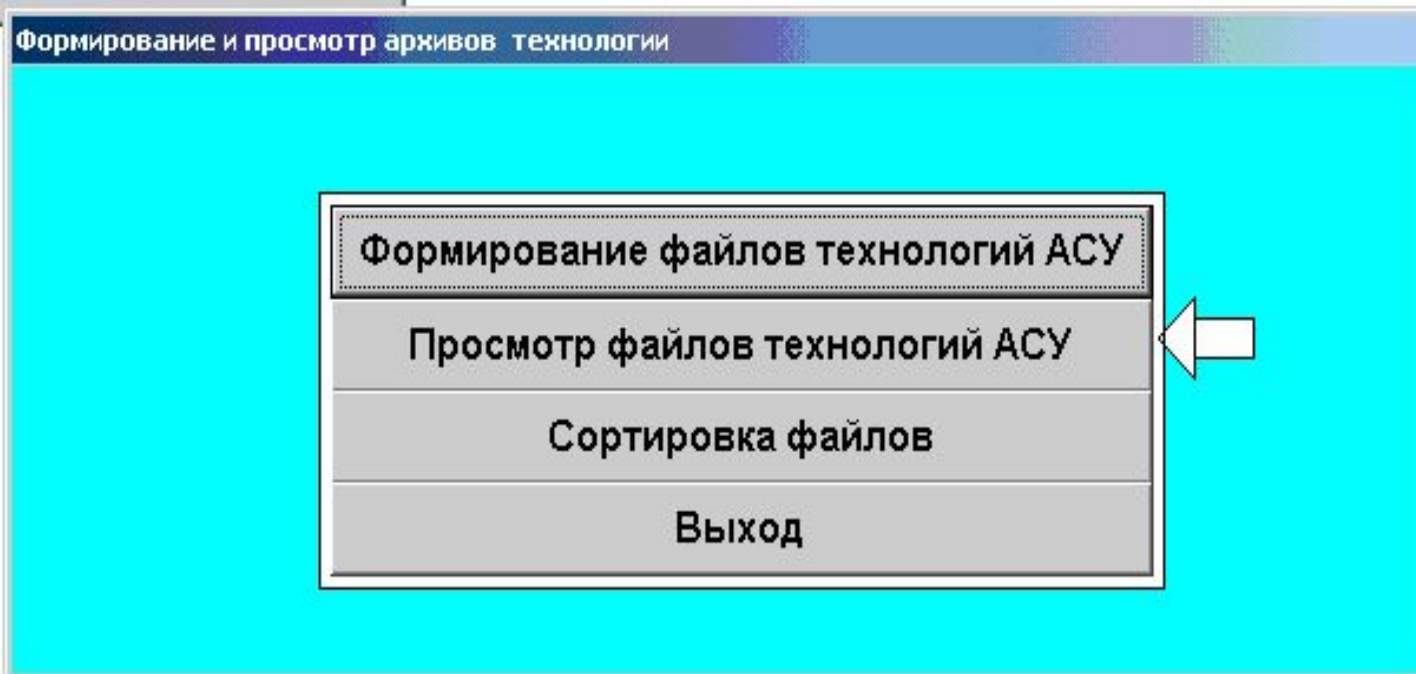 Формирование и просмотр архивов технологии
Формирование файлов технологий АСУ
Просмотр файлов технологий АСУ
Сортировка файлов
Выход